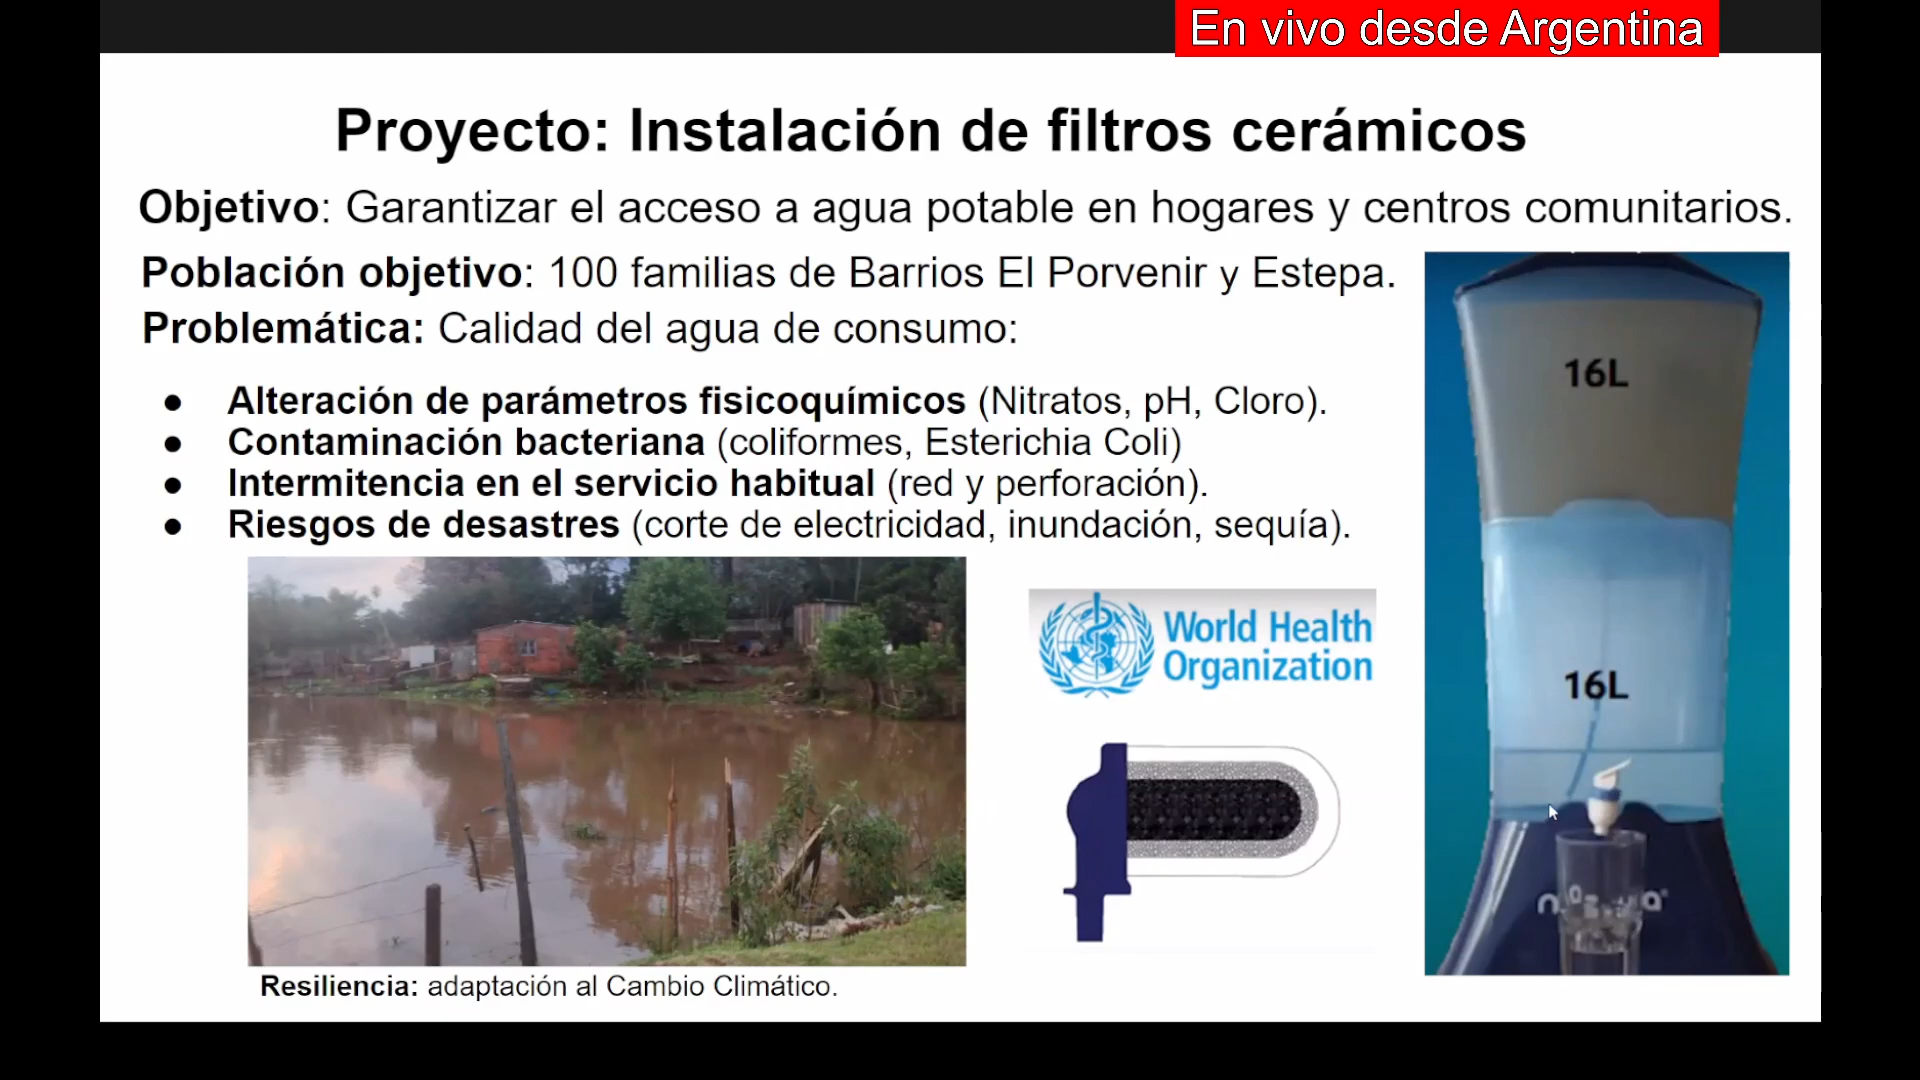 En vivo desde Argentina
Proyecto: Instalación de filtros cerámicos
Objetivo: Garantizar el acceso a agua potable en hogares y centros comunitarios.
Población objetivo: 100 familias de Barrios El Porvenir y Estepa.
Problemática: Calidad del agua de consumo:
● Alteración de parámetros fisicoquímicos (Nitratos, pH, Cloro).
● Contaminación bacteriana (coliformes, Esterichia Coli)
● Intermitencia en el servicio habitual (red y perforación).
● Riesgos de desastres (corte de electricidad, inundación, sequía).
16L
World Health
Organization
16L
Resiliencia: adaptación al Cambio Climático.